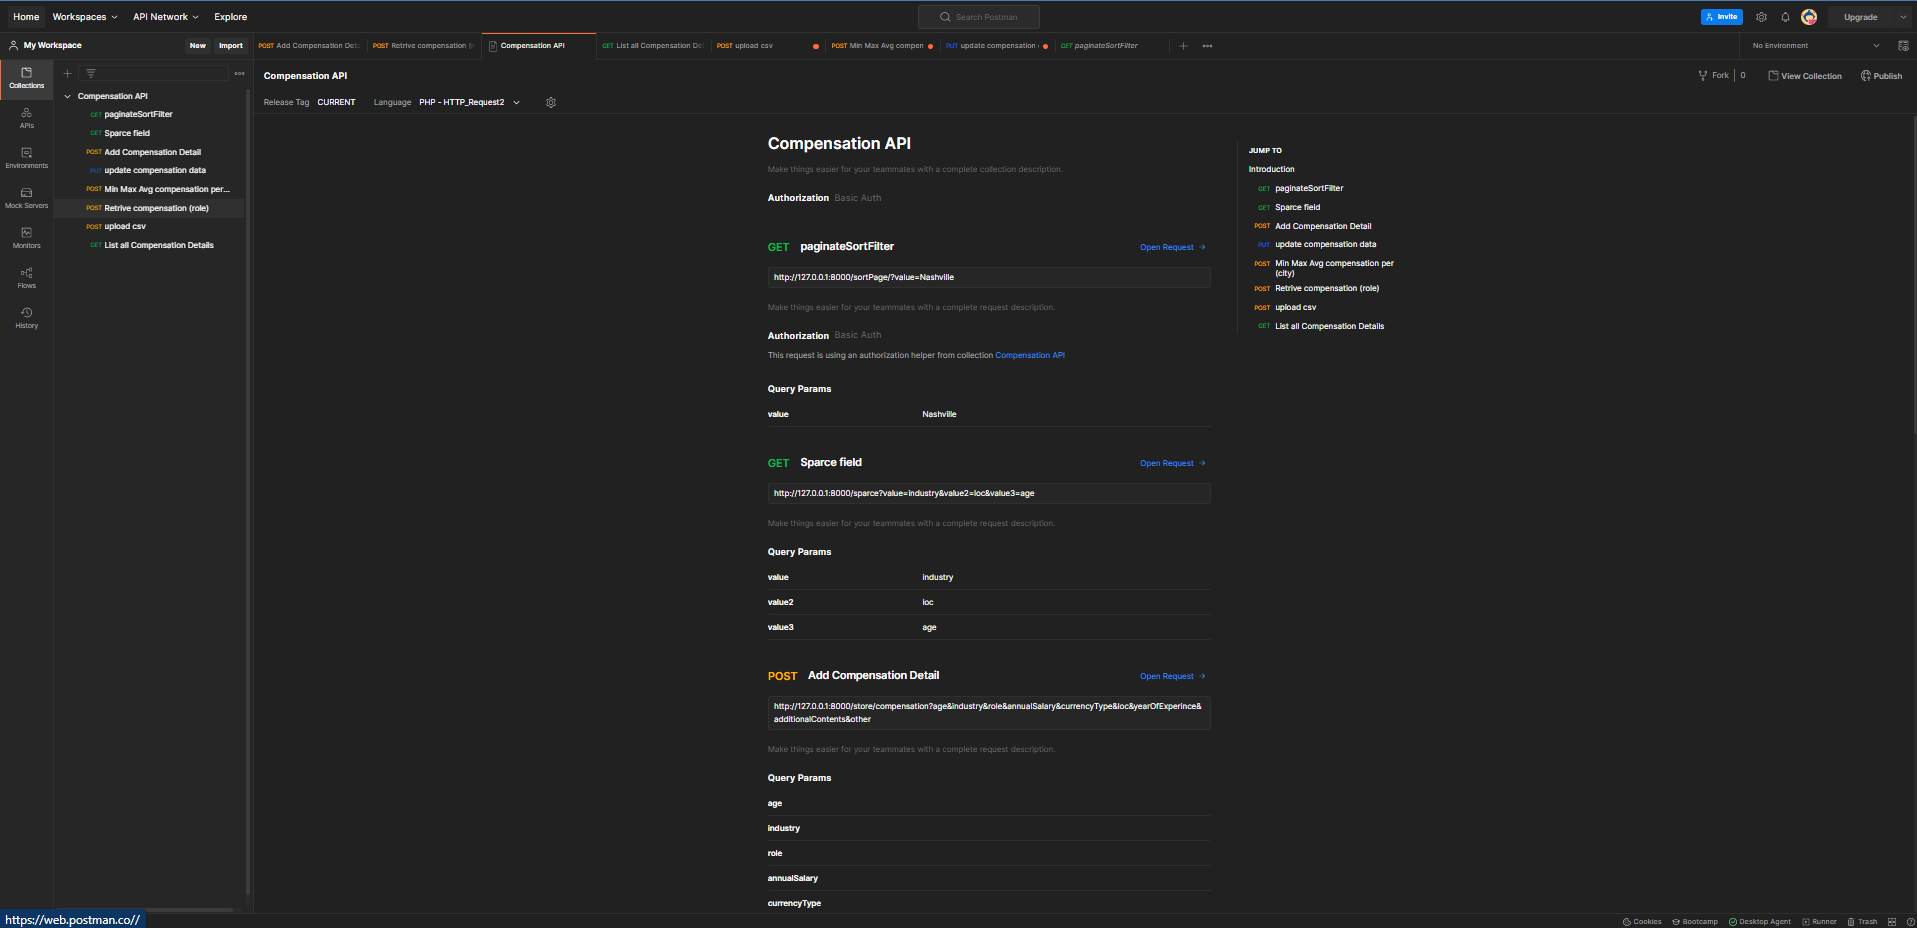 Home Workspaces API Network Explore Search Postman Invite Upgrade
My Workspace New Import
POST Add Compensation Deta POST Retrive compensation (r Compensation API GET List all Compensation Det POST upload csv POST Min Max Avg compen PUT update compensation GET paginateSortFilter No Environment
Collections
APIs
Environments
Mock Servers
Monitors
Flows
History
Compensation API
GET paginateSortFilter
GET Sparce field
POST Add Compensation Detail
PUT update compensation data
POST Min Max Avg compensation per...
POST Retrive compensation (role)
POST upload csv
GET List all Compensation Details
Compensation API Fork 0 View Collection Publish
Release Tag CURRENT Language PHP - HTTP_Request2
Compensation API
Make things easier for your teammates with a complete collection description.
Authorization Basic Auth
GET paginateSortFilter Open Request →
http://127.0.0.1:8000/sortPage/?value=Nashville
Make things easier for your teammates with a complete request description.
Authorization Basic Auth
This request is using an authorization helper from collection Compensation API
Query Params
value Nashville
GET Sparce field Open Request →
http://127.0.0.1:8000/sparce?value=industry&value2=loc&value3=age
Make things easier for your teammates with a complete request description.
Query Params
value industry
value2 loc
value3 age
POST Add Compensation Detail Open Request →
http://127.0.0.1:8000/store/compensation?age&industry&role&annualSalary&currencyType&loc&yearOfExperince&
additionalContents&other
Make things easier for your teammates with a complete request description.
Query Params
age
industry
role
annualSalary
currencyType
JUMP TO
Introduction
GET paginateSortFilter
GET Sparce field
POST Add Compensation Detail
PUT update compensation data
POST Min Max Avg compensation per
(city)
POST Retrive compensation (role)
POST upload csv
GET List all Compensation Details
https://web.postman.co//
Cookies Bootcamp Desktop Agent Runner Trash